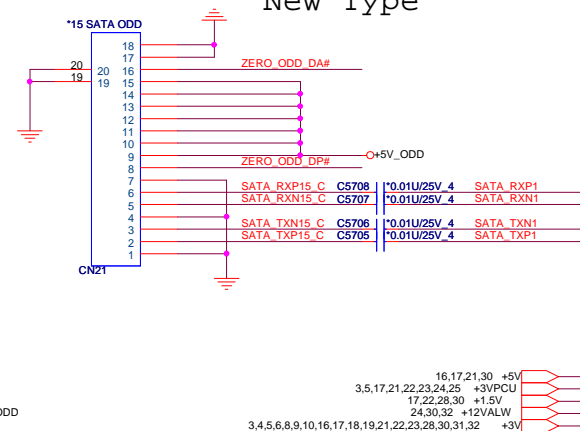 New Type
*15 SATA ODD
18
17
20 20 16 ZERO_ODD_DA#
19 19 15
14
13
12
11
10
9 +5V_ODD
8 ZERO_ODD_DP#
7
6 SATA_RXP15_C C5708 *0.01U/25V_4 SATA_RXP1
5 SATA_RXN15_C C5707 *0.01U/25V_4 SATA_RXN1
4
3 SATA_TXN15_C C5706 *0.01U/25V_4 SATA_TXN1
2 SATA_TXP15_C C5705 *0.01U/25V_4 SATA_TXP1
1
CN21
16,17,21,30 +5V
3,5,17,21,22,23,24,25 +3VPCU
17,22,28,30 +1.5V
ODD 24,30,32 +12VALW
3,4,5,6,8,9,10,16,17,18,19,21,22,23,28,30,31,32 +3V